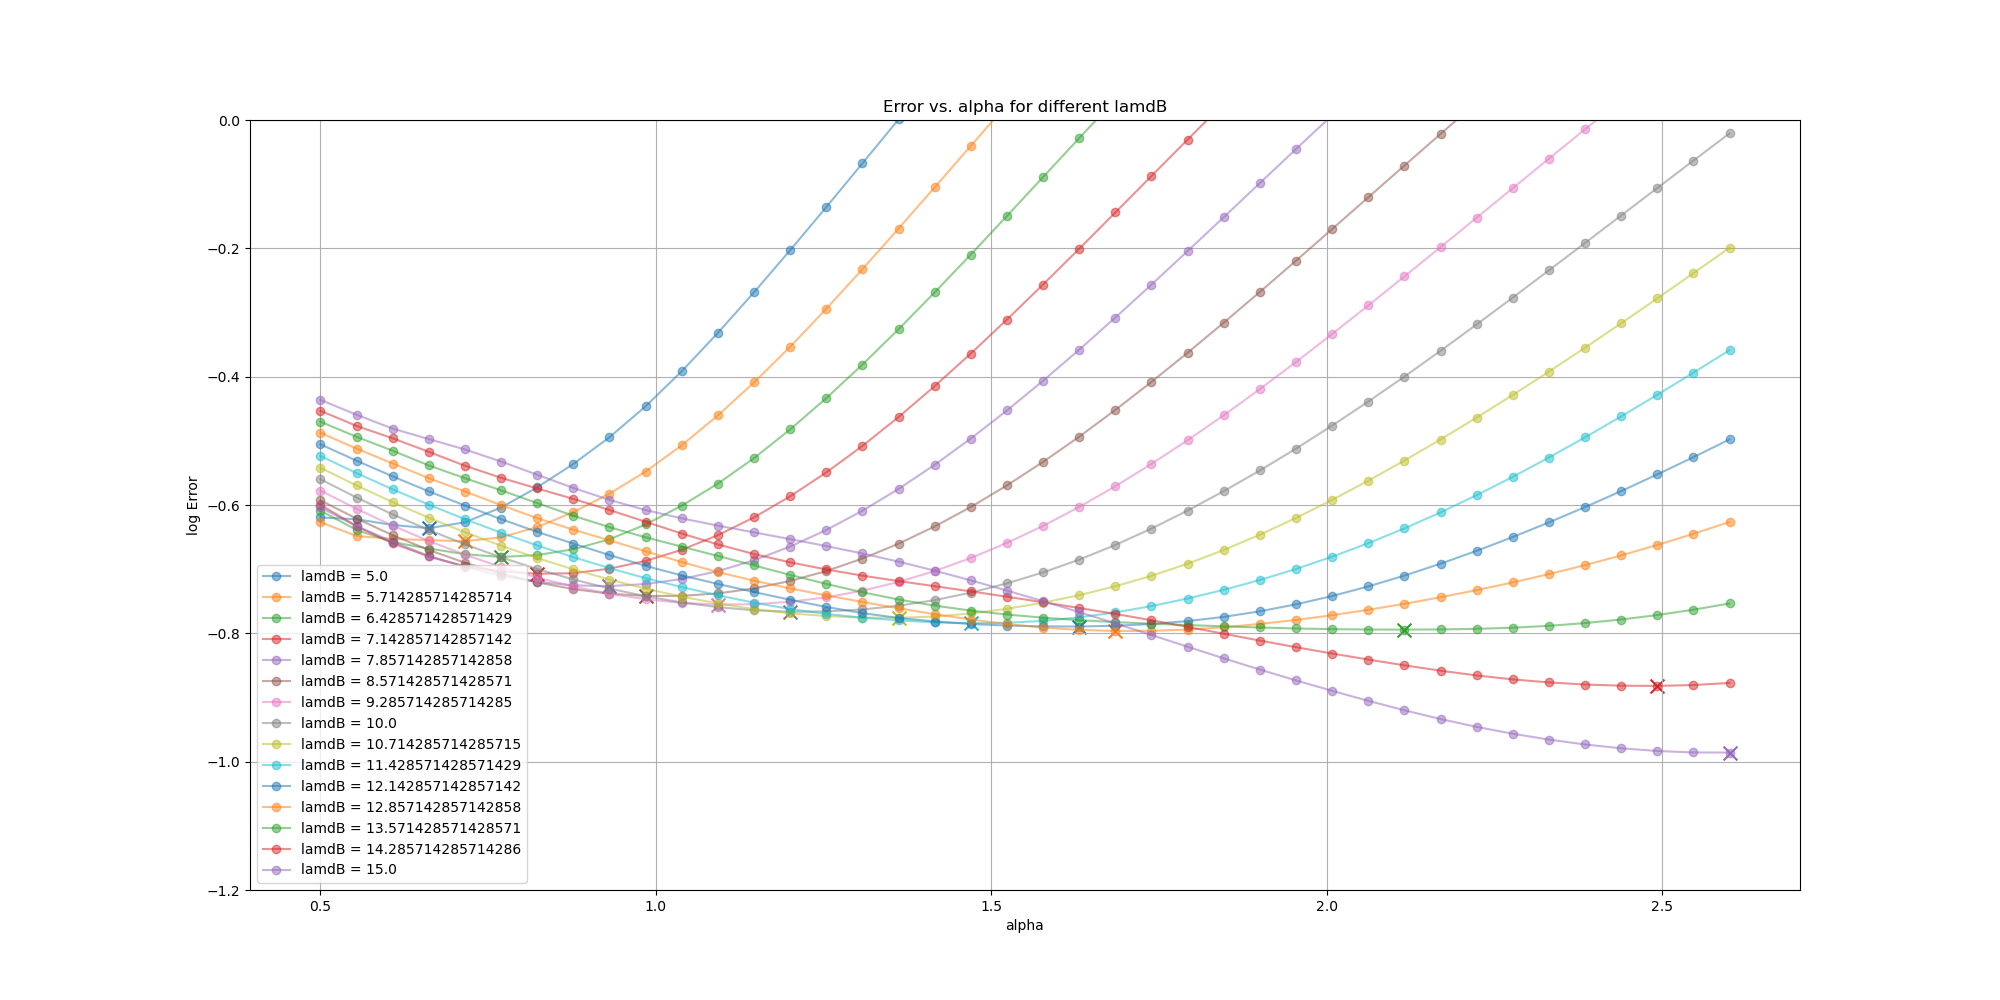 Error vs. alpha for different lamdB
0.0
−0.2
−0.4
−0.6
−0.8
−1.0
−1.2
log Error
lamdB = 5.0
lamdB = 5.714285714285714
lamdB = 6.428571428571429
lamdB = 7.142857142857142
lamdB = 7.857142857142858
lamdB = 8.571428571428571
lamdB = 9.285714285714285
lamdB = 10.0
lamdB = 10.714285714285715
lamdB = 11.428571428571429
lamdB = 12.142857142857142
lamdB = 12.857142857142858
lamdB = 13.571428571428571
lamdB = 14.285714285714286
lamdB = 15.0
0.5 1.0 1.5 2.0 2.5
alpha